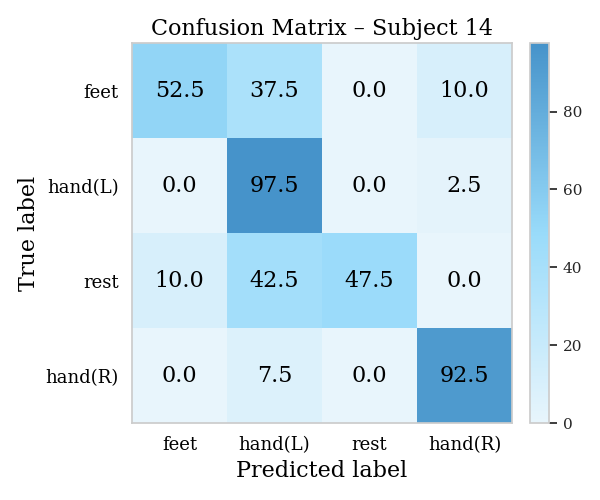 Confusion Matrix – Subject 14
feet 52.5 37.5 0.0 10.0
hand(L) 0.0 97.5 0.0 2.5
rest 10.0 42.5 47.5 0.0
hand(R) 0.0 7.5 0.0 92.5
feet hand(L) rest hand(R)
Predicted label
True label
80
60
40
20
0